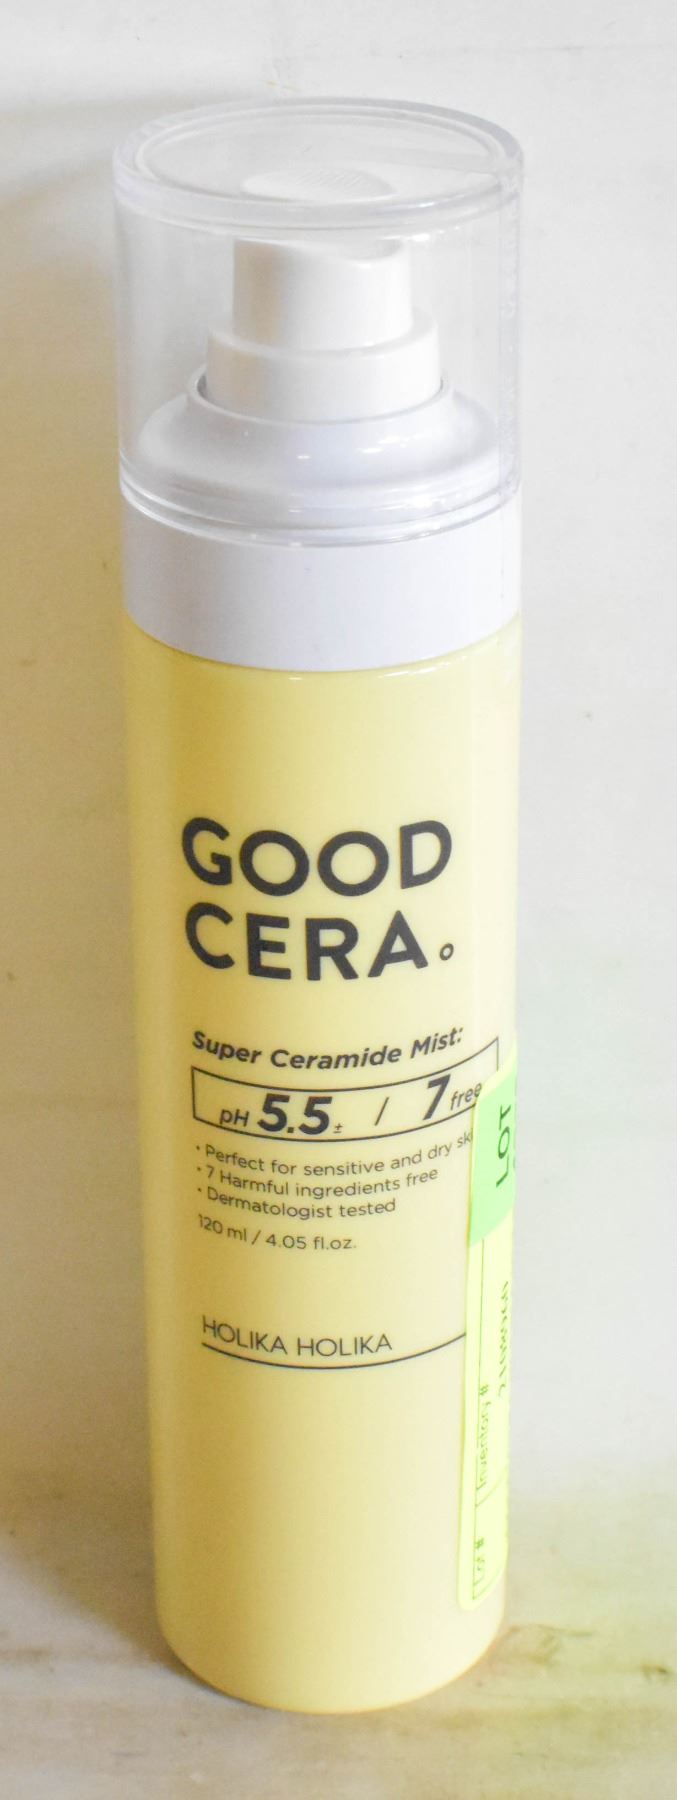 GOOD
CERA.
Super Ceramide Mist:
pH 5.5± / 7 free
• Perfect for sensitive and dry
• 7 Harmful ingredients free
• Dermatologist tested
120 ml / 4.05 fl.oz.
HOLIKA HOLIKA
LOT
Inventory #
Lot #